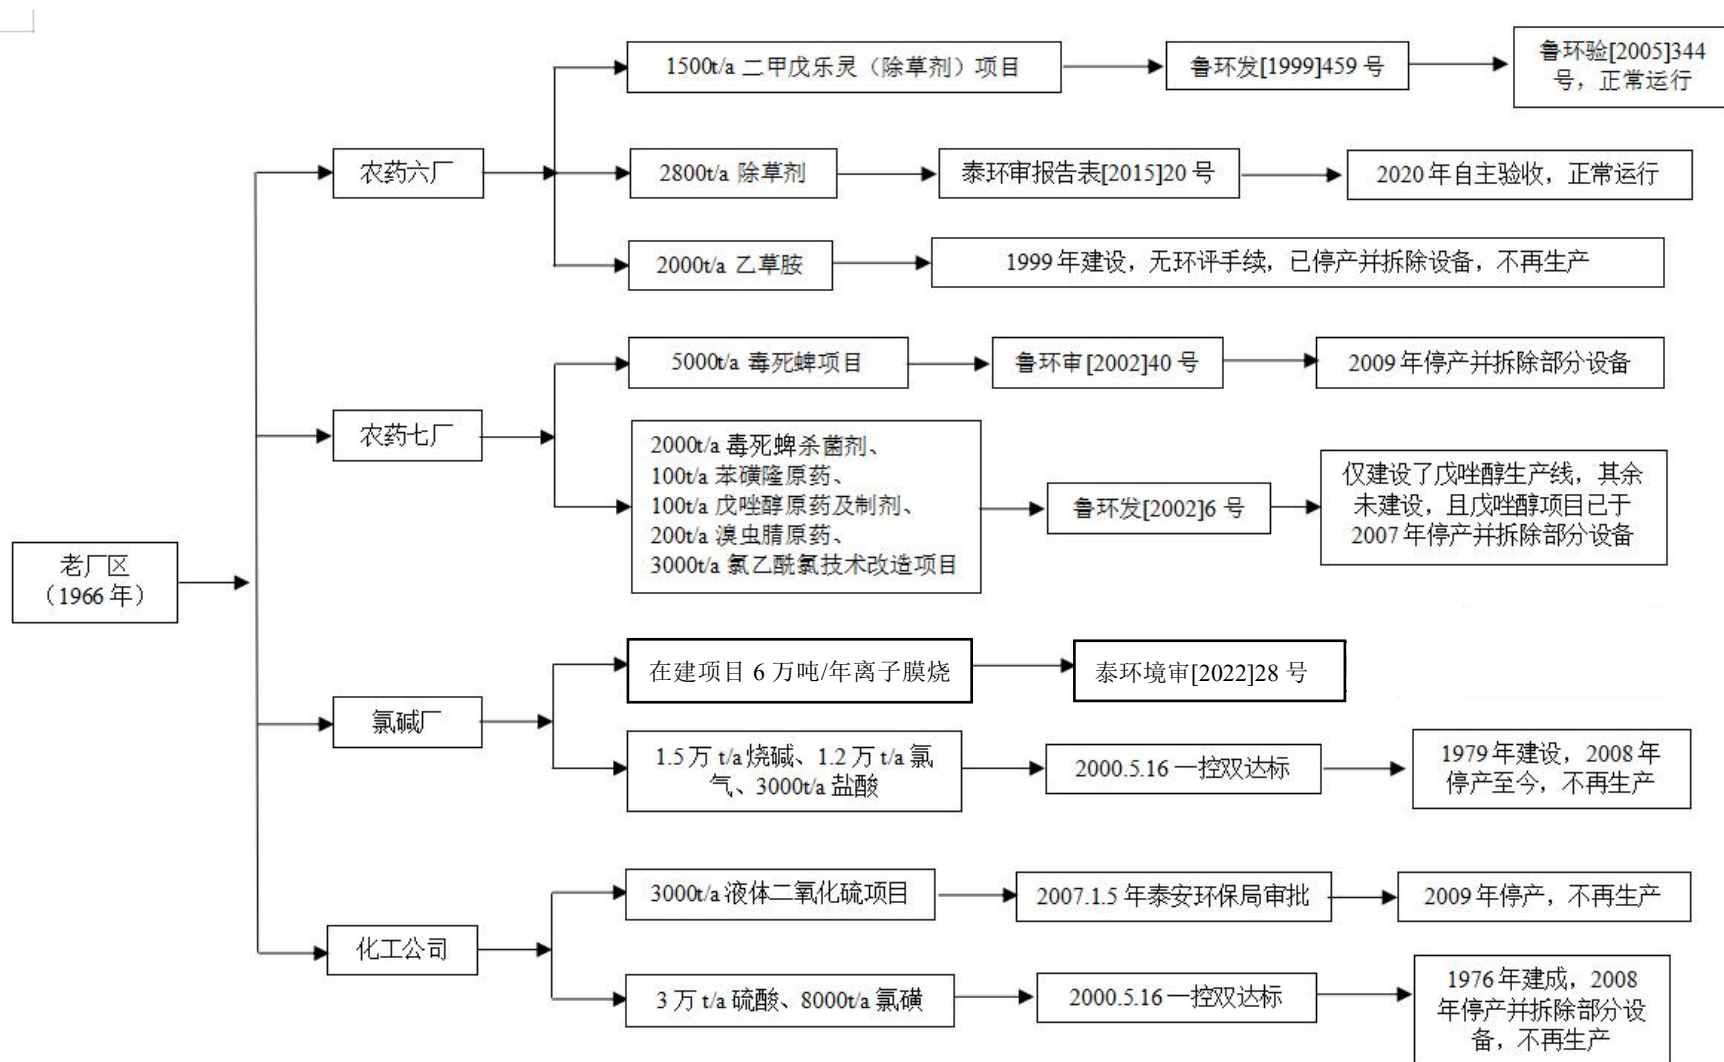 老厂区
（1966 年）
农药六厂
1500t/a 二甲戊乐灵（除草剂）项目
鲁环发[1999]459 号
鲁环验[2005]344
号，正常运行
2800t/a 除草剂
泰环审报告表[2015]20 号
2020 年自主验收，正常运行
2000t/a 乙草胺
1999 年建设，无环评手续，已停产并拆除设备，不再生产
农药七厂
5000t/a 毒死蜱项目
鲁环审[2002]40 号
2009 年停产并拆除部分设备
2000t/a 毒死蜱杀菌剂、
100t/a 苯磺隆原药、
100t/a 戊唑醇原药及制剂、
200t/a 溴虫腈原药、
3000t/a 氯乙酰氯技术改造项目
鲁环发[2002]6 号
仅建设了戊唑醇生产线，其余
未建设，且戊唑醇项目已于
2007 年停产并拆除部分设备
氯碱厂
在建项目 6 万吨/年离子膜烧
泰环境审[2022]28 号
1.5 万 t/a 烧碱、1.2 万 t/a 氯
气、3000t/a 盐酸
2000.5.16 一控双达标
1979 年建设，2008 年
停产至今，不再生产
化工公司
3000t/a 液体二氧化硫项目
2007.1.5 年泰安环保局审批
2009 年停产，不再生产
3 万 t/a 硫酸、8000t/a 氯磺
2000.5.16 一控双达标
1976 年建成，2008
年停产并拆除部分设
备，不再生产